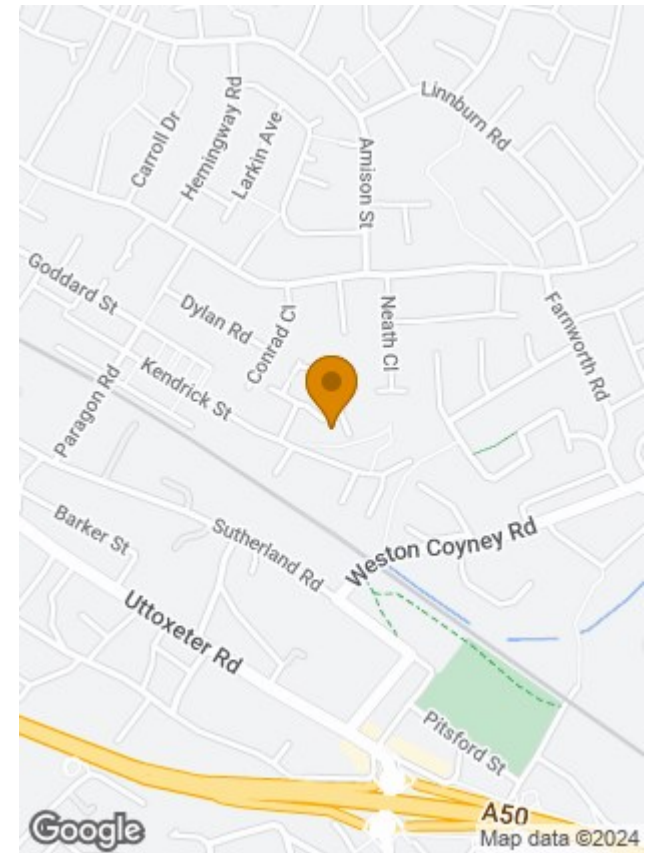 Linnburn Rd
Carroll Dr
Hemingway Rd
Larkin Ave
Amison St
Goddard St
Dylan Rd
Conrad Cl
Neath Cl
Farnworth Rd
Kendrick St
Paragon Rd
Barker St
Sutherland Rd
Weston Coyney Rd
Uttoxeter Rd
Pitsford St
A50
Google
Map data ©2024